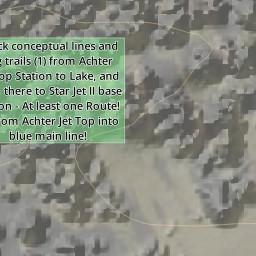 ck conceptual lines and
trails (1) from Achter
op Station to Lake, and
there to Star Jet II base
on - At least one Route!
om Achter Jet Top into
blue main line!